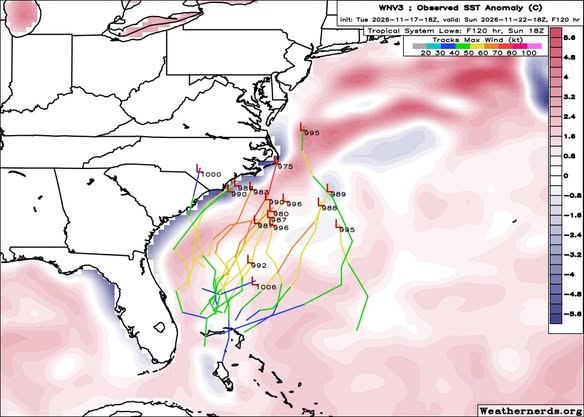 WNV3 ; Observed SST Anomaly (C)
init: Tue 2026-11-17-18Z, valid: Sun 2026-11-22-18Z, F120 hr
Tropical System Lows: F120 hr, Sun 18Z
Tracks Max Wind (kt)
20 30 40 50 60 70 80 100
5.6
4.8
4
3.2
2.4
1.6
0.8
0
-0.8
-1.6
-2.4
-3.2
-4
-4.8
-5.6
L 995
L 975
L 1000
L 990
L 983
L 989
L 990
L 996
L 988
L 980
L 987
L 996
L 995
L 992
L 1006
Weathernerds.org